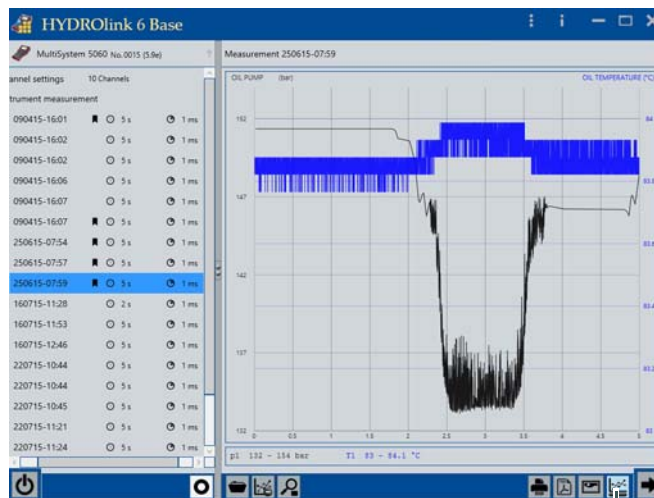 HYDROlink 6 Base
MultiSystem 5060 No. 0015 (5.9e)
Measurement 250615-07:59
annel settings 10 Channels
trument measurement
090415-16:01 5 s 1 ms
090415-16:02 5 s 1 ms
090415-16:02 5 s 1 ms
090415-16:06 5 s 1 ms
090415-16:07 5 s 1 ms
090415-16:07 5 s 1 ms
250615-07:54 5 s 1 ms
250615-07:57 5 s 1 ms
250615-07:59 5 s 1 ms
160715-11:28 2 s 1 ms
160715-11:53 5 s 1 ms
160715-12:46 5 s 1 ms
220715-10:44 5 s 1 ms
220715-10:44 5 s 1 ms
220715-10:45 5 s 1 ms
220715-11:21 5 s 1 ms
220715-11:24 5 s 1 ms
OIL PUMP (bar) OIL TEMPERATURE (°C)
152 84
147 83.8
142 83.4
137 83.2
132 83
0 0.5 1 1.5 2 2.5 3 3.5 4 4.5 5
p1 132 - 154 bar T1 83 - 84.1 °C